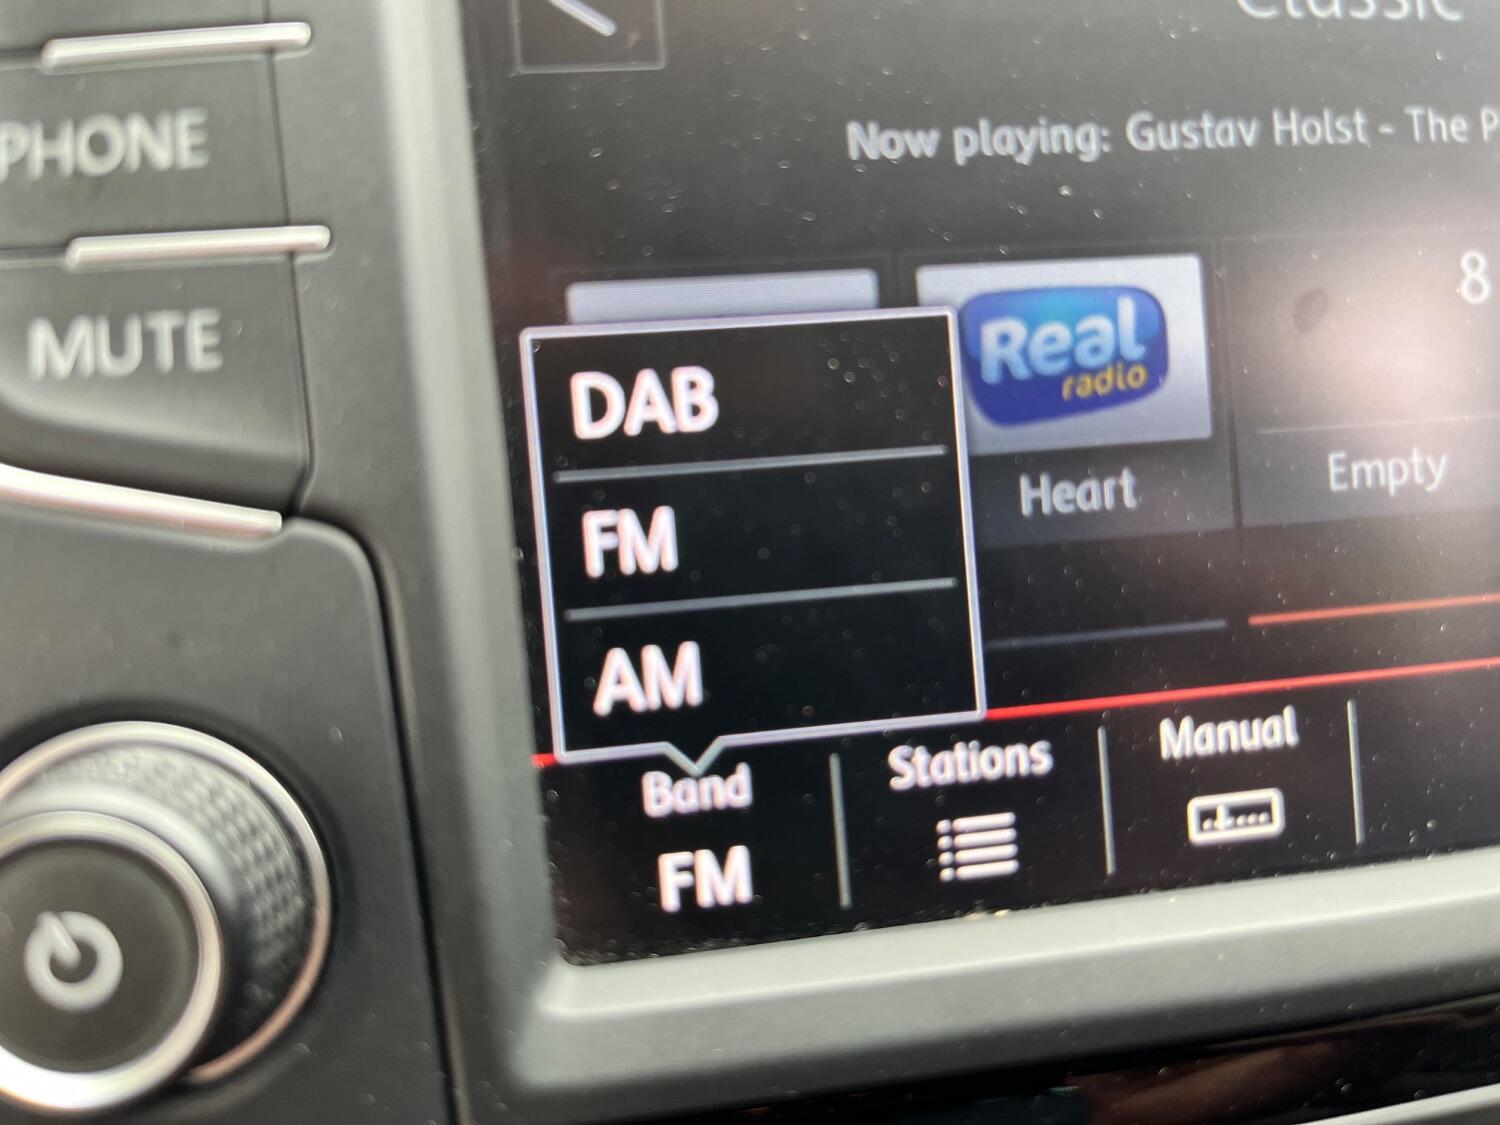 Classic
PHONE
Now playing: Gustav Holst - The P
MUTE
8
Real
radio
DAB
Heart
Empty
FM
AM
Band
Stations
Manual
FM